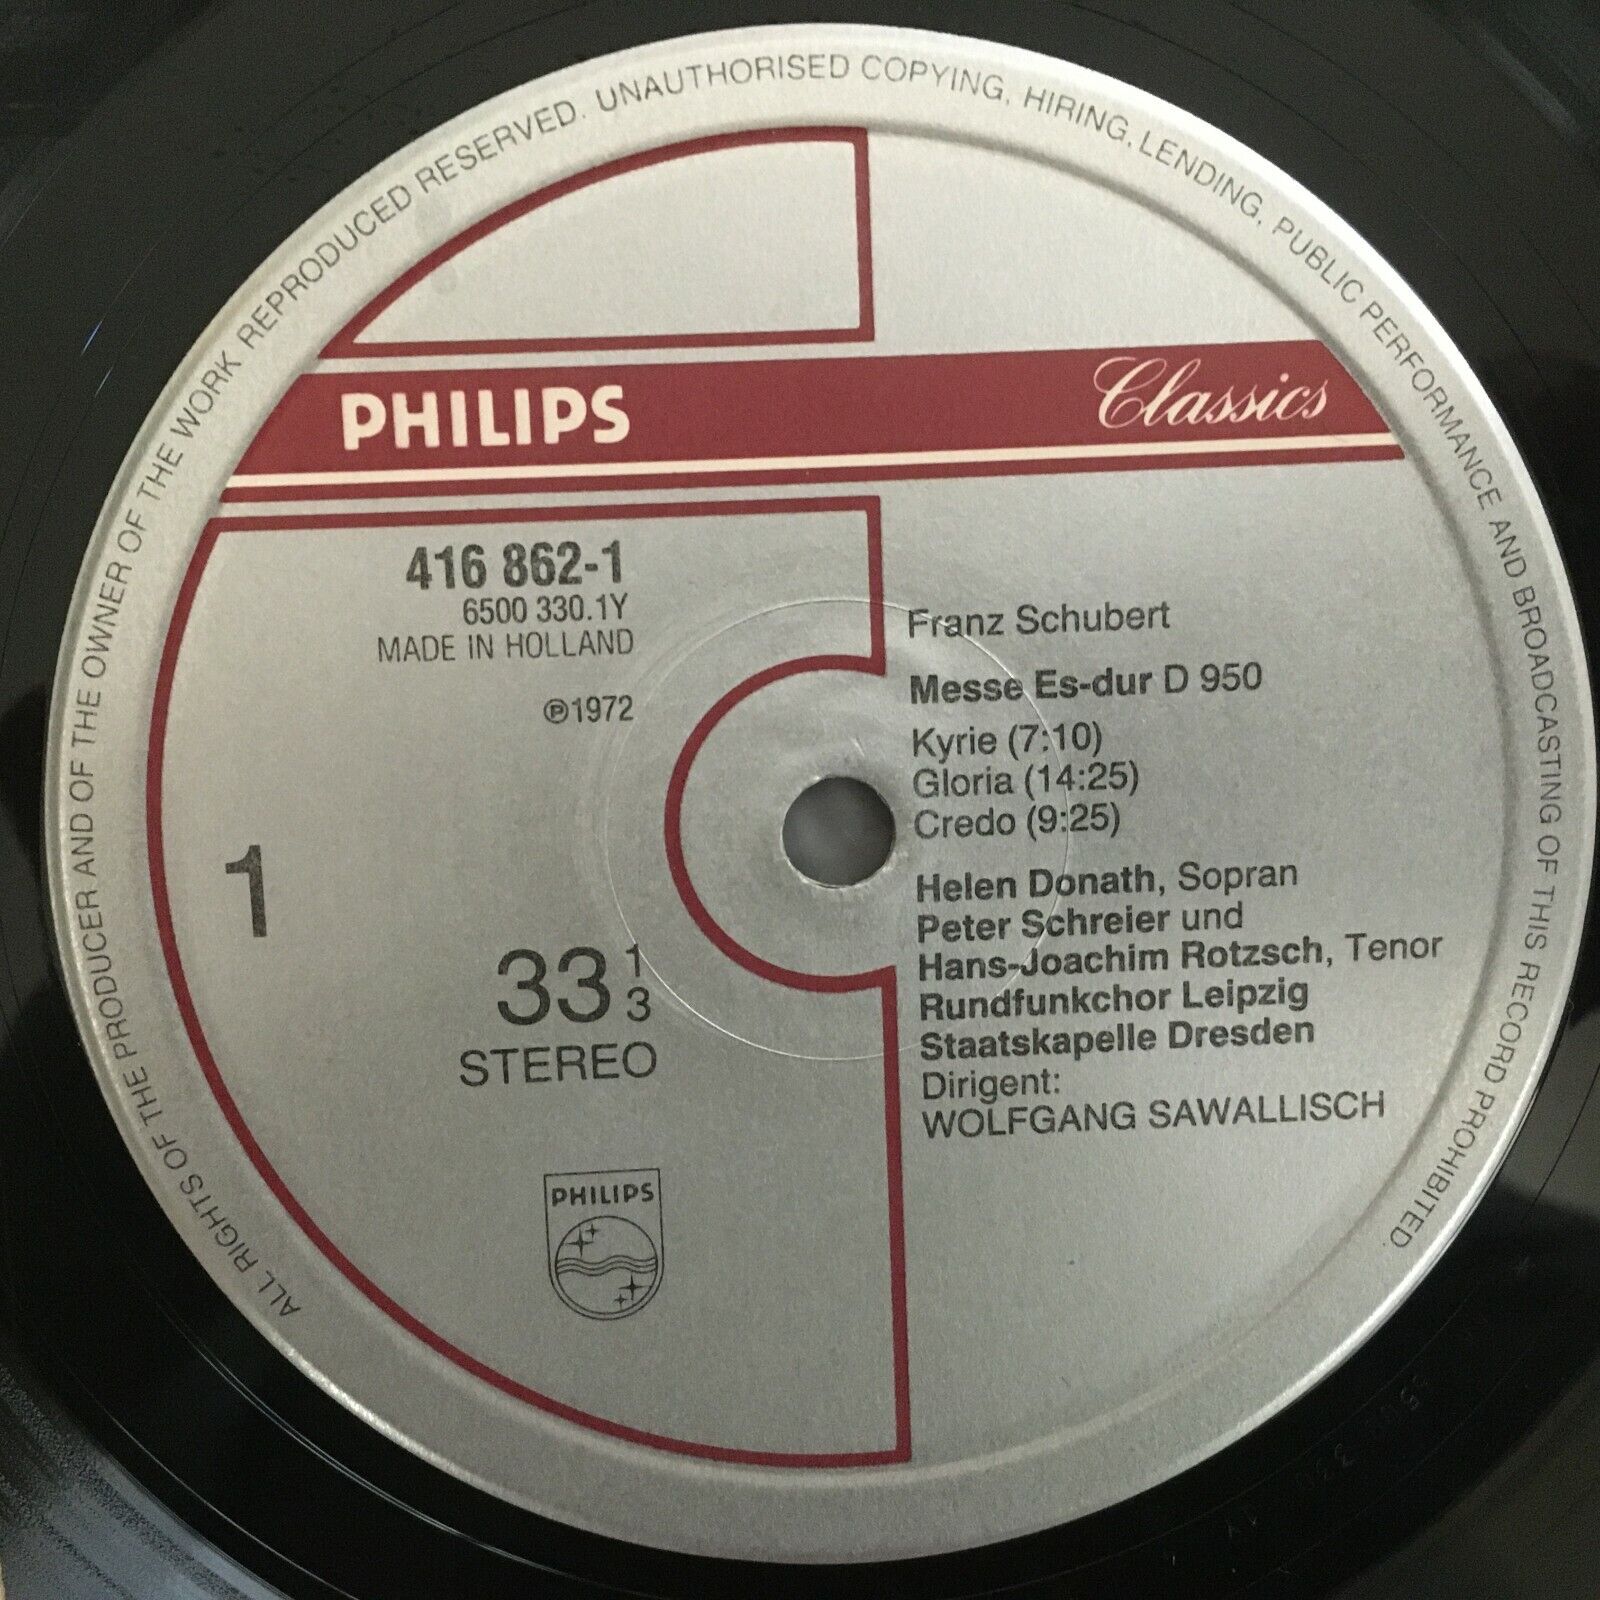 ALL RIGHTS OF THE PRODUCER AND OF THE OWNER OF THE WORK REPRODUCED RESERVED. UNAUTHORISED COPYING, HIRING, LENDING, PUBLIC PERFORMANCE AND BROADCASTING OF THIS RECORD PROHIBITED.
PHILIPS
Classics
416 862-1
6500 330.1Y
MADE IN HOLLAND
℗1972
1
33 1/3
STEREO
PHILIPS
Franz Schubert
Messe Es-dur D 950
Kyrie (7:10)
Gloria (14:25)
Credo (9:25)
Helen Donath, Sopran
Peter Schreier und
Hans-Joachim Rotzsch, Tenor
Rundfunkchor Leipzig
Staatskapelle Dresden
Dirigent:
WOLFGANG SAWALLISCH